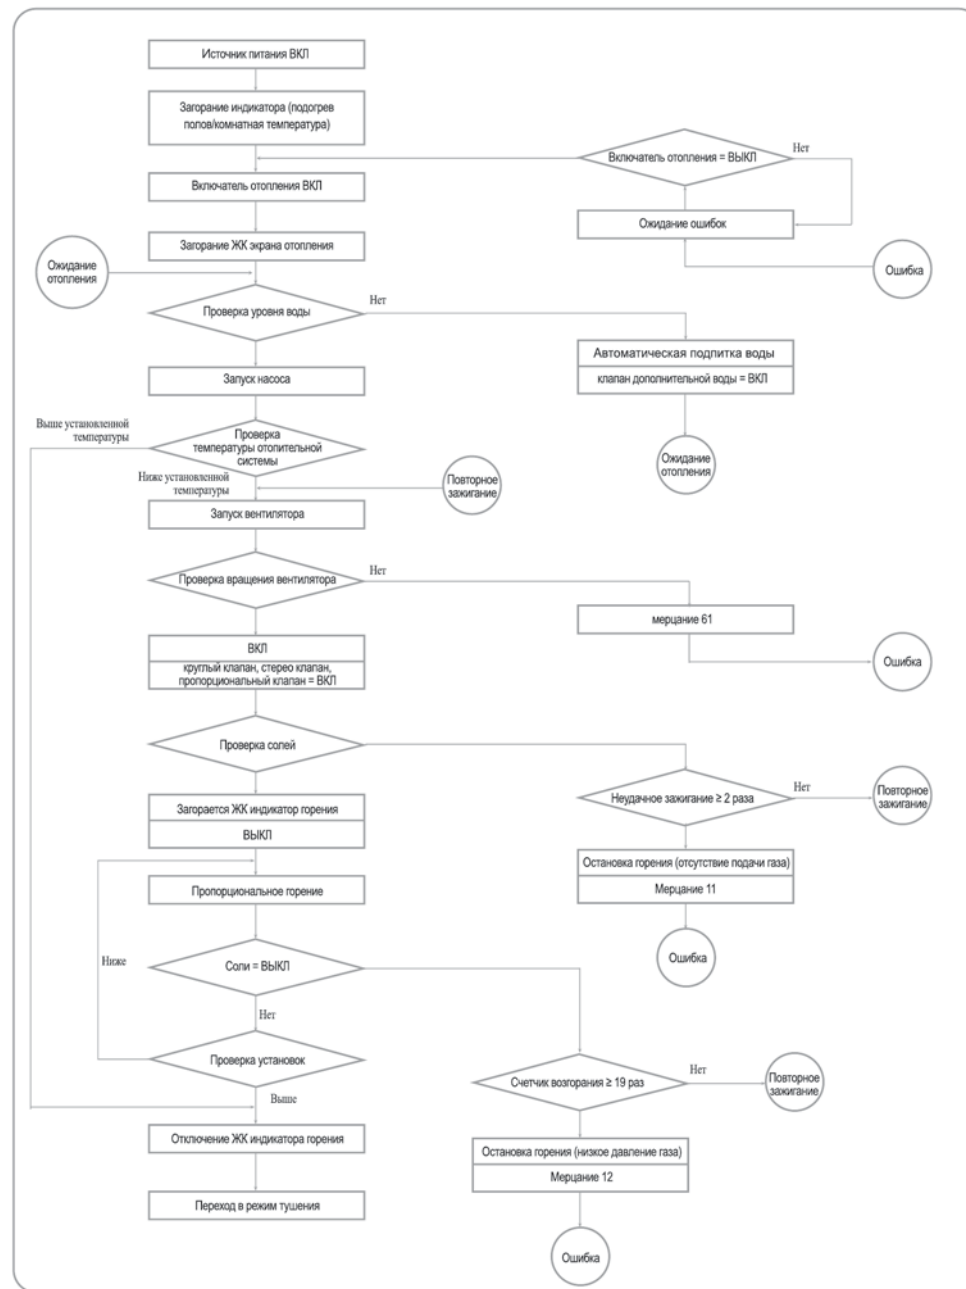 Источник питания ВКЛ
Загорание индикатора (подогрев
полов/комнатная температура)
Включатель отопления = ВЫКЛ
Нет
Включатель отопления ВКЛ
Ожидание ошибок
Загорание ЖК экрана отопления
Ожидание
отопления
Ошибка
Проверка уровня воды
Нет
Автоматическая подпитка воды
клапан дополнительной воды = ВКЛ
Запуск насоса
Выше установленной
температуры
Проверка
температуры отопительной
системы
Ожидание
отопления
Ниже установленной
температуры
Повторное
зажигание
Запуск вентилятора
Проверка вращения вентилятора
Нет
мерцание 61
Ошибка
ВКЛ
круглый клапан, стерео клапан,
пропорциональный клапан = ВКЛ
Проверка солей
Неудачное зажигание ≥ 2 раза
Нет
Повторное
зажигание
Загорается ЖК индикатор горения
ВЫКЛ
Остановка горения (отсутствие подачи газа)
Мерцание 11
Пропорциональное горение
Ошибка
Ниже
Соли = ВЫКЛ
Нет
Проверка установок
Счетчик возгорания ≥ 19 раз
Нет
Повторное
зажигание
Выше
Отключение ЖК индикатора горения
Остановка горения (низкое давление газа)
Мерцание 12
Переход в режим тушения
Ошибка